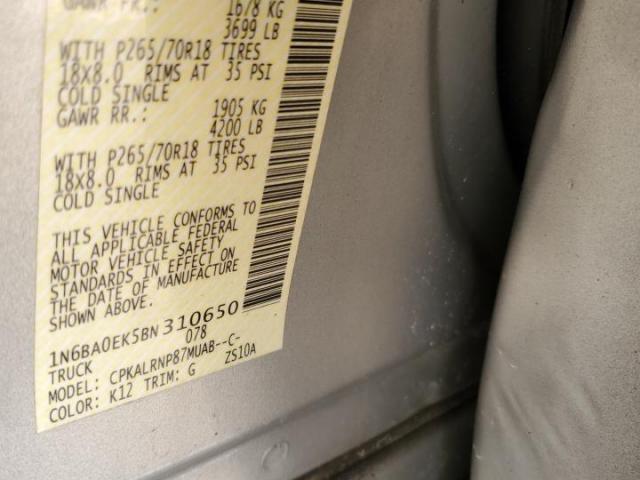 GAWR FR.: 1678 KG
3699 LB
WITH P265/70R18 TIRES
18X8.0 RIMS AT 35 PSI
COLD SINGLE
GAWR RR.: 1905 KG
4200 LB
WITH P265/70R18 TIRES
18X8.0 RIMS AT 35 PSI
COLD SINGLE
THIS VEHICLE CONFORMS TO
ALL APPLICABLE FEDERAL
MOTOR VEHICLE SAFETY
STANDARDS IN EFFECT ON
THE DATE OF MANUFACTURE
SHOWN ABOVE.
1N6BA0EK5BN310650
078
TRUCK
MODEL: CPKALRNP87MUAB--C-
ZS10A
COLOR: K12 TRIM: G